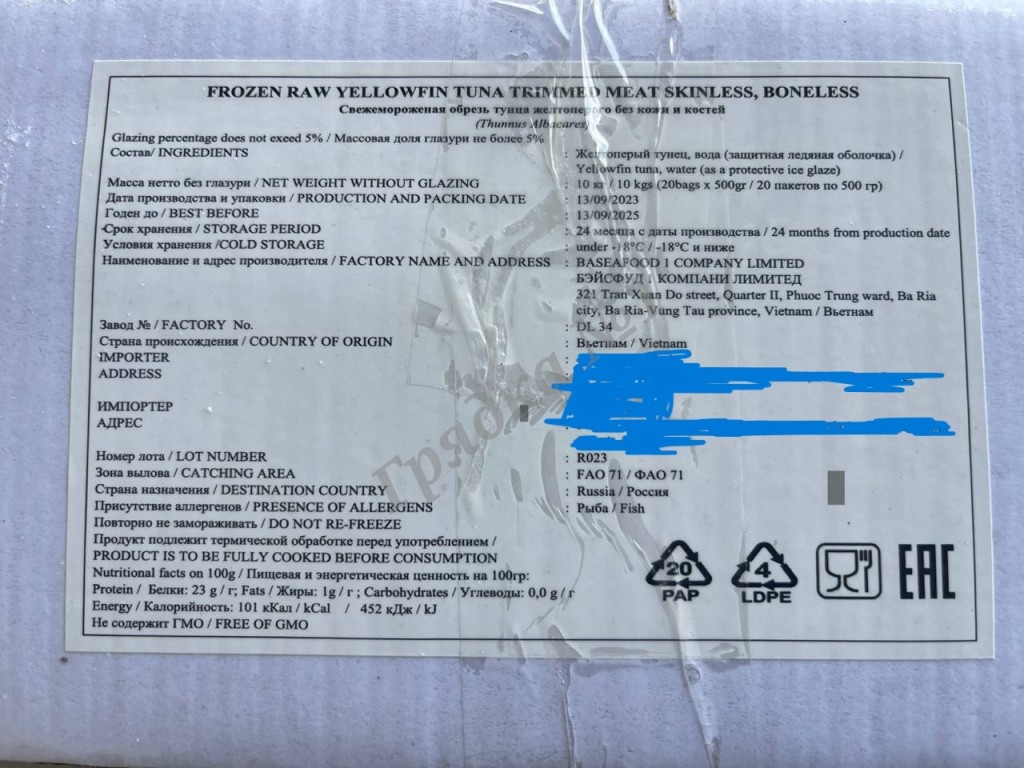 FROZEN RAW YELLOWFIN TUNA TRIMMED MEAT SKINLESS, BONELESS
Свежемороженая обрезь тунца желтоперого без кожи и костей
(Thunnus Albacares)
Glazing percentage does not exceed 5% / Массовая доля глазури не более 5%
Состав/ INGREDIENTS : Желтоперый тунец, вода (защитная ледяная оболочка) /
Yellowfin tuna, water (as a protective ice glaze)
Масса нетто без глазури / NET WEIGHT WITHOUT GLAZING : 10 кг / 10 kgs (20bags x 500gr / 20 пакетов по 500 гр)
Дата производства и упаковки / PRODUCTION AND PACKING DATE : 13/09/2023
Годен до / BEST BEFORE : 13/09/2025
Срок хранения / STORAGE PERIOD : 24 месяца с даты производства / 24 months from production date
Условия хранения /COLD STORAGE : under -18°C / -18°C и ниже
Наименование и адрес производителя / FACTORY NAME AND ADDRESS : BASEAFOOD 1 COMPANY LIMITED
БЭЙСФУД 1 КОМПАНИ ЛИМИТЕД
321 Tran Xuan Do street, Quarter II, Phuoc Trung ward, Ba Ria
city, Ba Ria-Vung Tau province, Vietnam / Вьетнам
Завод № / FACTORY No. : DL 34
Страна происхождения / COUNTRY OF ORIGIN : Вьетнам / Vietnam
IMPORTER :
ADDRESS :
ИМПОРТЕР
АДРЕС
Номер лота / LOT NUMBER : R023
Зона вылова / CATCHING AREA : FAO 71 / ФАО 71
Страна назначения / DESTINATION COUNTRY : Russia / Россия
Присутствие аллергенов / PRESENCE OF ALLERGENS : Рыба / Fish
Повторно не замораживать / DO NOT RE-FREEZE
Продукт подлежит термической обработке перед употреблением /
PRODUCT IS TO BE FULLY COOKED BEFORE CONSUMPTION
Nutritional facts on 100g / Пищевая и энергетическая ценность на 100гр:
Protein / Белки: 23 g / г; Fats / Жиры: 1g / г ; Carbohydrates / Углеводы: 0,0 g / г
Energy / Калорийность: 101 кКал / kCal / 452 кДж / kJ
Не содержит ГМО / FREE OF GMO
20 PAP
4 LDPE
EAC